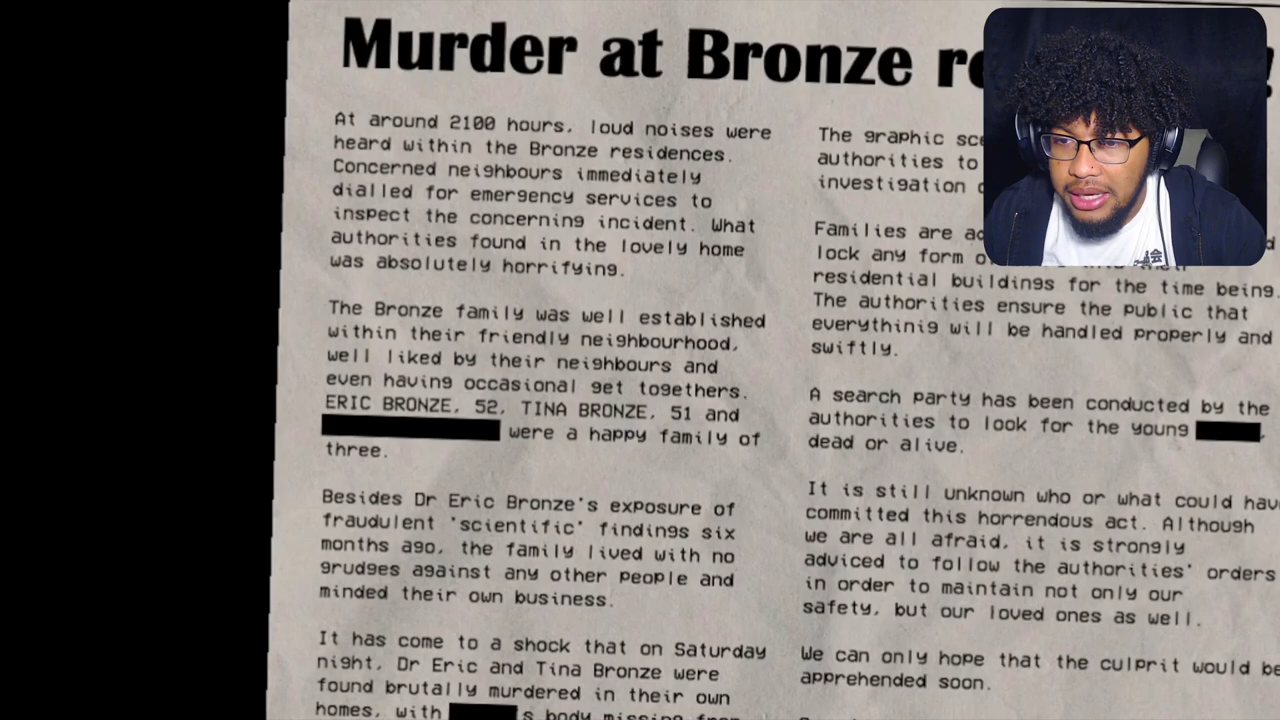 Murder at Bronze
At around 2100 hours, loud noises were
heard within the Bronze residences.
Concerned neighbours immediately
dialled for emergency services to
inspect the concerning incident. What
authorities found in the lovely home
was absolutely horrifying.
The Bronze family was well established
within their friendly neighbourhood,
well liked by their neighbours and
even having occasional get togethers.
ERIC BRONZE, 52, TINA BRONZE, 51 and
were a happy family of
three.
Besides Dr Eric Bronze's exposure of
fraudulent 'scientific' findings six
months ago, the family lived with no
grudges against any other people and
minded their own business.
It has come to a shock that on Saturday
night, Dr Eric and Tina Bronze were
found brutally murdered in their own
homes, with s body missing from
The graphic
authorities to
investigation
Families are
lock any form
residential buildings for the time being.
The authorities ensure the public that
everythinig will be handled properly and
swiftly.
A search party has been conducted by the
authorities to look for the young ,
dead or alive.
It is still unknown who or what could have
committed this horrendous act. Although
we are all afraid, it is strongly
adviced to follow the authorities' orders
in order to maintain not only our
safety, but our loved ones as well.
We can only hope that the culprit would be
apprehended soon.